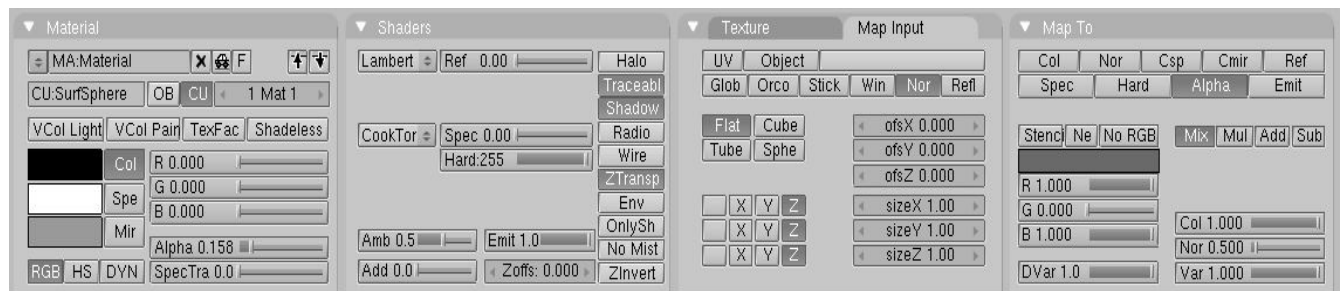 Material
MA:Material X F
CU:SurfSphere OB CU 1 Mat 1
VCol Light VCol Pain TexFac Shadeless
Col R 0.000
G 0.000
Spe
B 0.000
Mir
Alpha 0.158
RGB HS DYN SpecTra 0.0
Shaders
Lambert Ref 0.00 Halo
Traceabl
Shadow
CookTor Spec 0.00 Radio
Hard:255 Wire
ZTransp
Env
OnlySh
Amb 0.5 Emit 1.0 No Mist
Add 0.0 Zoffs: 0.000 ZInvert
Texture Map Input
UV Object
Glob Orco Stick Win Nor Refl
Flat Cube ofsX 0.000
Tube Sphe ofsY 0.000
ofsZ 0.000
X Y Z sizeX 1.00
X Y Z sizeY 1.00
X Y Z sizeZ 1.00
Map To
Col Nor Csp Cmir Ref
Spec Hard Alpha Emit
Stenci Ne No RGB Mix Mul Add Sub
R 1.000
G 0.000
B 1.000
Col 1.000
Nor 0.500
DVar 1.0 Var 1.000